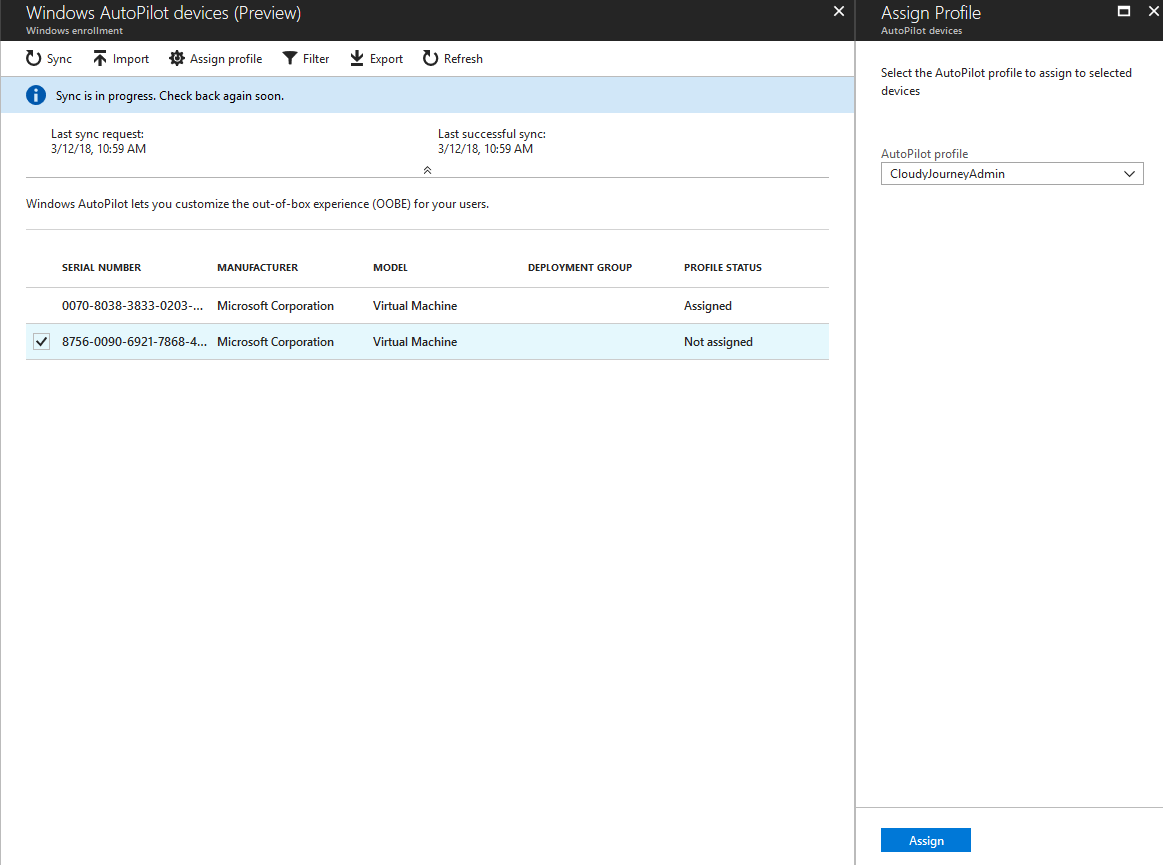 Windows AutoPilot devices (Preview)
Windows enrollment
Sync Import Assign profile Filter Export Refresh
Sync is in progress. Check back again soon.
Last sync request: Last successful sync:
3/12/18, 10:59 AM 3/12/18, 10:59 AM
Windows AutoPilot lets you customize the out-of-box experience (OOBE) for your users.
SERIAL NUMBER MANUFACTURER MODEL DEPLOYMENT GROUP PROFILE STATUS
0070-8038-3833-0203-... Microsoft Corporation Virtual Machine Assigned
8756-0090-6921-7868-4... Microsoft Corporation Virtual Machine Not assigned
Assign Profile
AutoPilot devices
Select the AutoPilot profile to assign to selected
devices
AutoPilot profile
CloudyJourneyAdmin
Assign